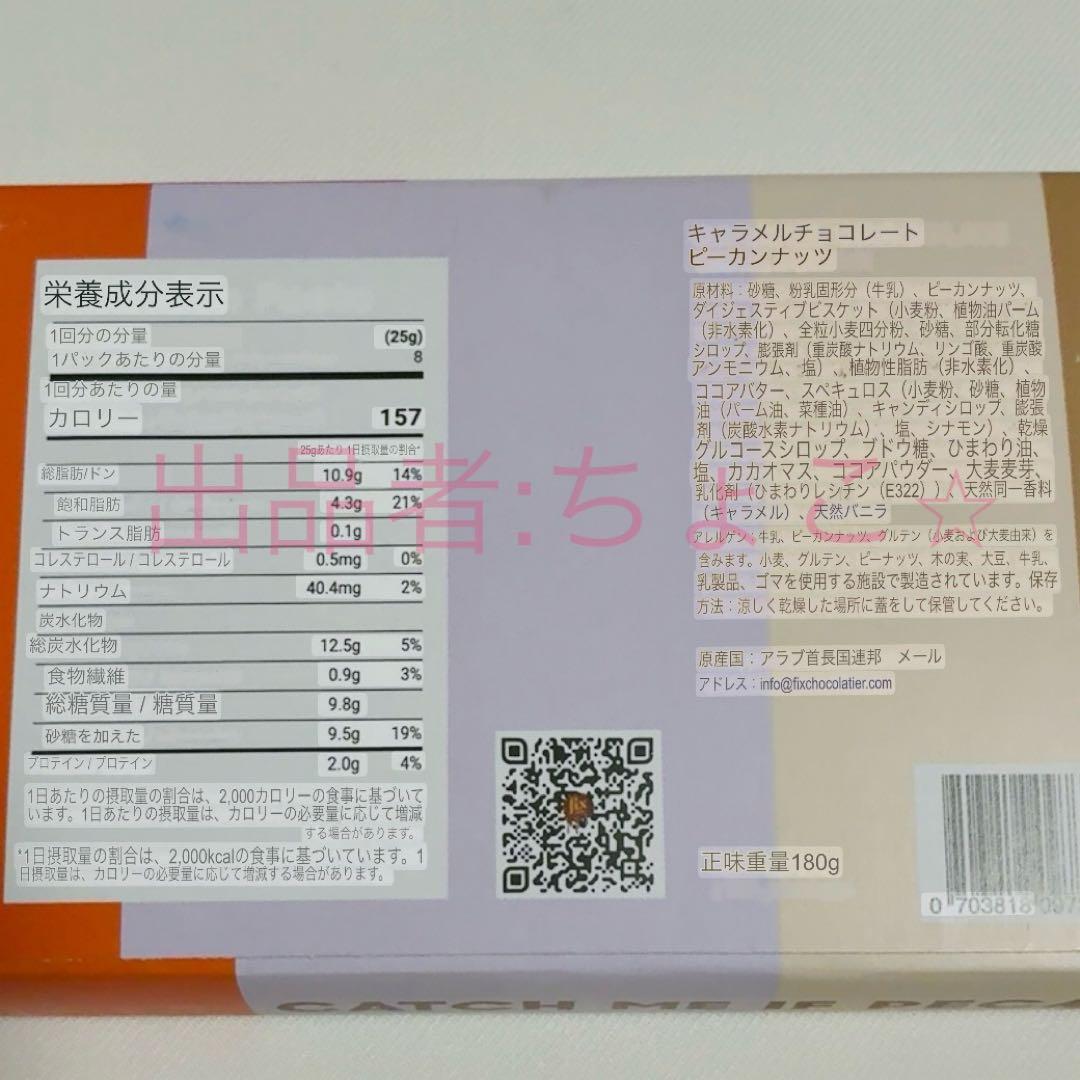 栄養成分表示
1回分の分量 (25g)
1パックあたりの分量 8
1回分あたりの量
カロリー 157
25gあたり 1日摂取量の割合*
総脂肪/ドン 10.9g 14%
飽和脂肪 4.3g 21%
トランス脂肪 0.1g
コレステロール / コレステロール 0.5mg 0%
ナトリウム 40.4mg 2%
炭水化物
総炭水化物 12.5g 5%
食物繊維 0.9g 3%
総糖質量 / 糖質量 9.8g
砂糖を加えた 9.5g 19%
プロテイン / プロテイン 2.0g 4%
1日あたりの摂取量の割合は、2,000カロリーの食事に基づいて
います。1日あたりの摂取量は、カロリーの必要量に応じて増減
する場合があります。
*1日摂取量の割合は、2,000kcalの食事に基づいています。1
日摂取量は、カロリーの必要量に応じて増減する場合があります。
キャラメルチョコレート
ピーカンナッツ
原材料：砂糖、粉乳固形分（牛乳）、ピーカンナッツ、
ダイジェスティブビスケット（小麦粉、植物油パーム
（非水素化）、全粒小麦四分粉、砂糖、部分転化糖
シロップ、膨張剤（重炭酸ナトリウム、リンゴ酸、重炭酸
アンモニウム、塩）、植物性脂肪（非水素化）、
ココアバター、スペキュロス（小麦粉、砂糖、植物
油（パーム油、菜種油）、キャンディシロップ、膨張
剤（炭酸水素ナトリウム）、塩、シナモン）、乾燥
グルコースシロップ、ブドウ糖、ひまわり油、
塩、カカオマス、ココアパウダー、大麦麦芽、
乳化剤（ひまわりレシチン（E322））、天然同一香料
（キャラメル）、天然バニラ
アレルゲン：牛乳、ピーカンナッツ、グルテン（小麦および大麦由来）を
含みます。小麦、グルテン、ピーナッツ、木の実、大豆、牛乳、
乳製品、ゴマを使用する施設で製造されています。保存
方法：涼しく乾燥した場所に蓋をして保管してください。
原産国：アラブ首長国連邦 メール
アドレス：info@fixchocolatier.com
正味重量180g
0 703818 097
出品者:ちょこ☆
CATCH ME IF PECA